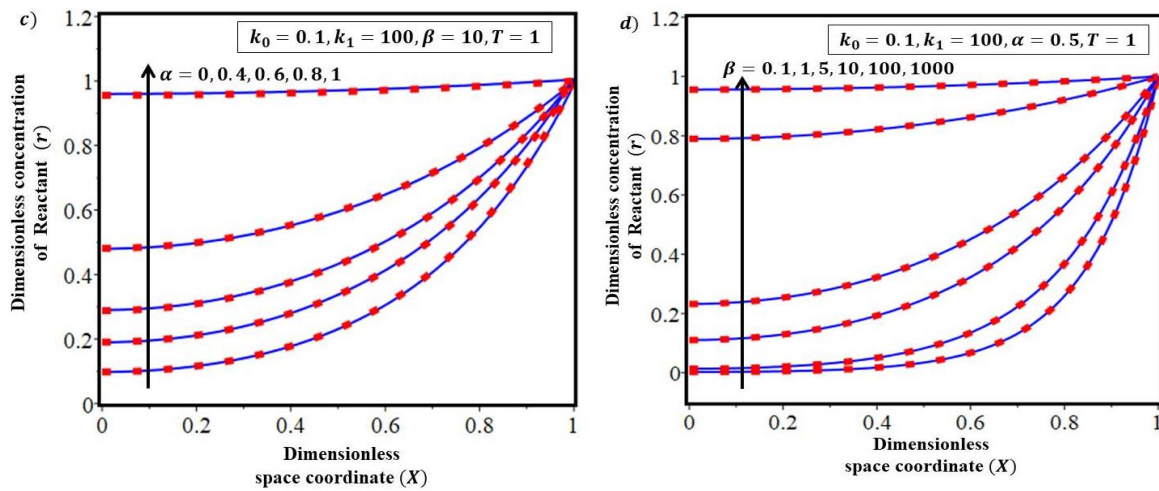 c)
1.2
k₀ = 0.1, k₁ = 100, β = 10, T = 1
α = 0, 0.4, 0.6, 0.8, 1
1
0.8
0.6
0.4
0.2
0
0
0.2
0.4
0.6
0.8
1
Dimensionless concentration
of Reactant (r)
Dimensionless
space coordinate (X)
d)
1.2
k₀ = 0.1, k₁ = 100, α = 0.5, T = 1
β = 0.1, 1, 5, 10, 100, 1000
1
0.8
0.6
0.4
0.2
0
0
0.2
0.4
0.6
0.8
1
Dimensionless concentration
of Reactant (r)
Dimensionless
space coordinate (X)